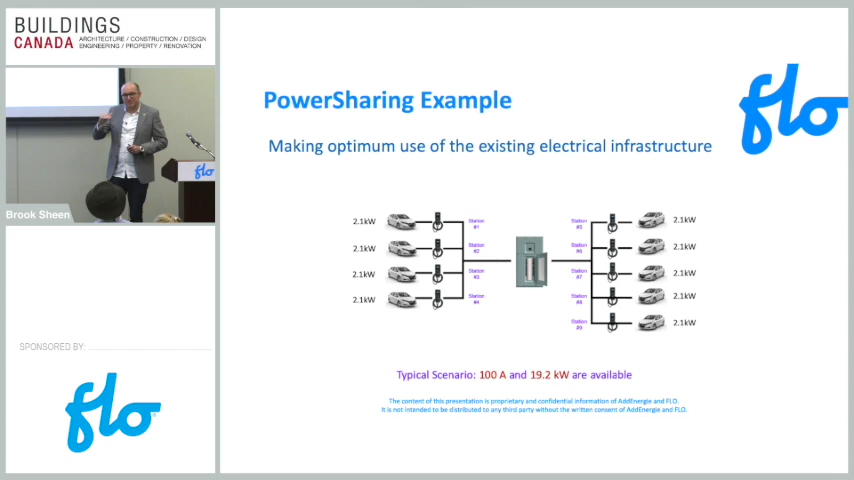 BUILDINGS
CANADA
ARCHITECTURE / CONSTRUCTION / DESIGN
ENGINEERING / PROPERTY / RENOVATION
flo
Brook Sheen
SPONSORED BY:
flo
PowerSharing Example
flo
Making optimum use of the existing electrical infrastructure
2.1kW
Station
#1
2.1kW
Station
#2
2.1kW
Station
#3
2.1kW
Station
#4
Station
#5
2.1kW
Station
#6
2.1kW
Station
#7
2.1kW
Station
#8
2.1kW
Station
#9
2.1kW
Typical Scenario: 100 A and 19.2 kW are available
The content of this presentation is proprietary and confidential information of AddEnergie and FLO.
It is not intended to be distributed to any third party without the written consent of AddEnergie and FLO.